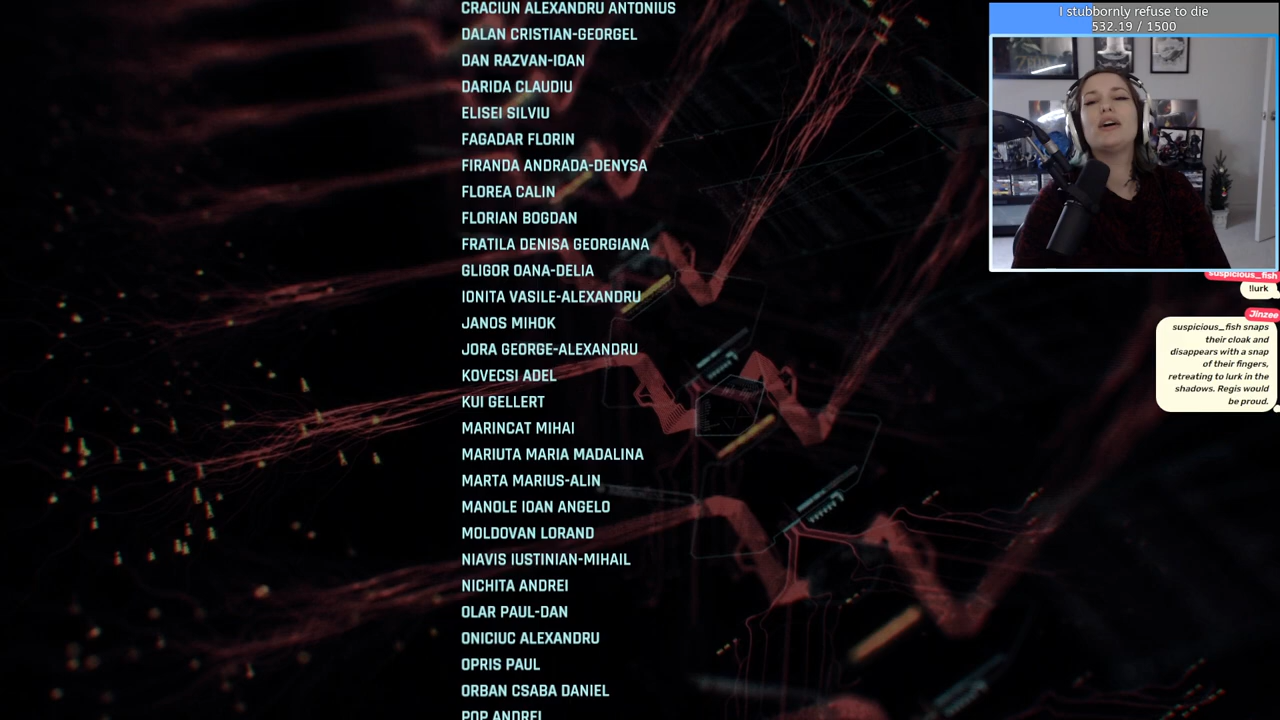 CRACIUN ALEXANDRU ANTONIUS
DALAN CRISTIAN-GEORGEL
DAN RAZVAN-IOAN
DARIDA CLAUDIU
ELISEI SILVIU
FAGADAR FLORIN
FIRANDA ANDRADA-DENYSA
FLOREA CALIN
FLORIAN BOGDAN
FRATILA DENISA GEORGIANA
GLIGOR OANA-DELIA
IONITA VASILE-ALEXANDRU
JANOS MIHOK
JORA GEORGE-ALEXANDRU
KOVECSI ADEL
KUI GELLERT
MARINCAT MIHAI
MARIUTA MARIA MADALINA
MARTA MARIUS-ALIN
MANOLE IOAN ANGELO
MOLDOVAN LORAND
NIAVIS IUSTINIAN-MIHAIL
NICHITA ANDREI
OLAR PAUL-DAN
ONICIUC ALEXANDRU
OPRIS PAUL
ORBAN CSABA DANIEL
POP ANDREI
I stubbornly refuse to die
532.19 / 1500
suspicious_fish
!lurk
Jinzee
suspicious_fish snaps
their cloak and
disappears with a snap
of their fingers,
retreating to lurk in the
shadows. Regis would
be proud.